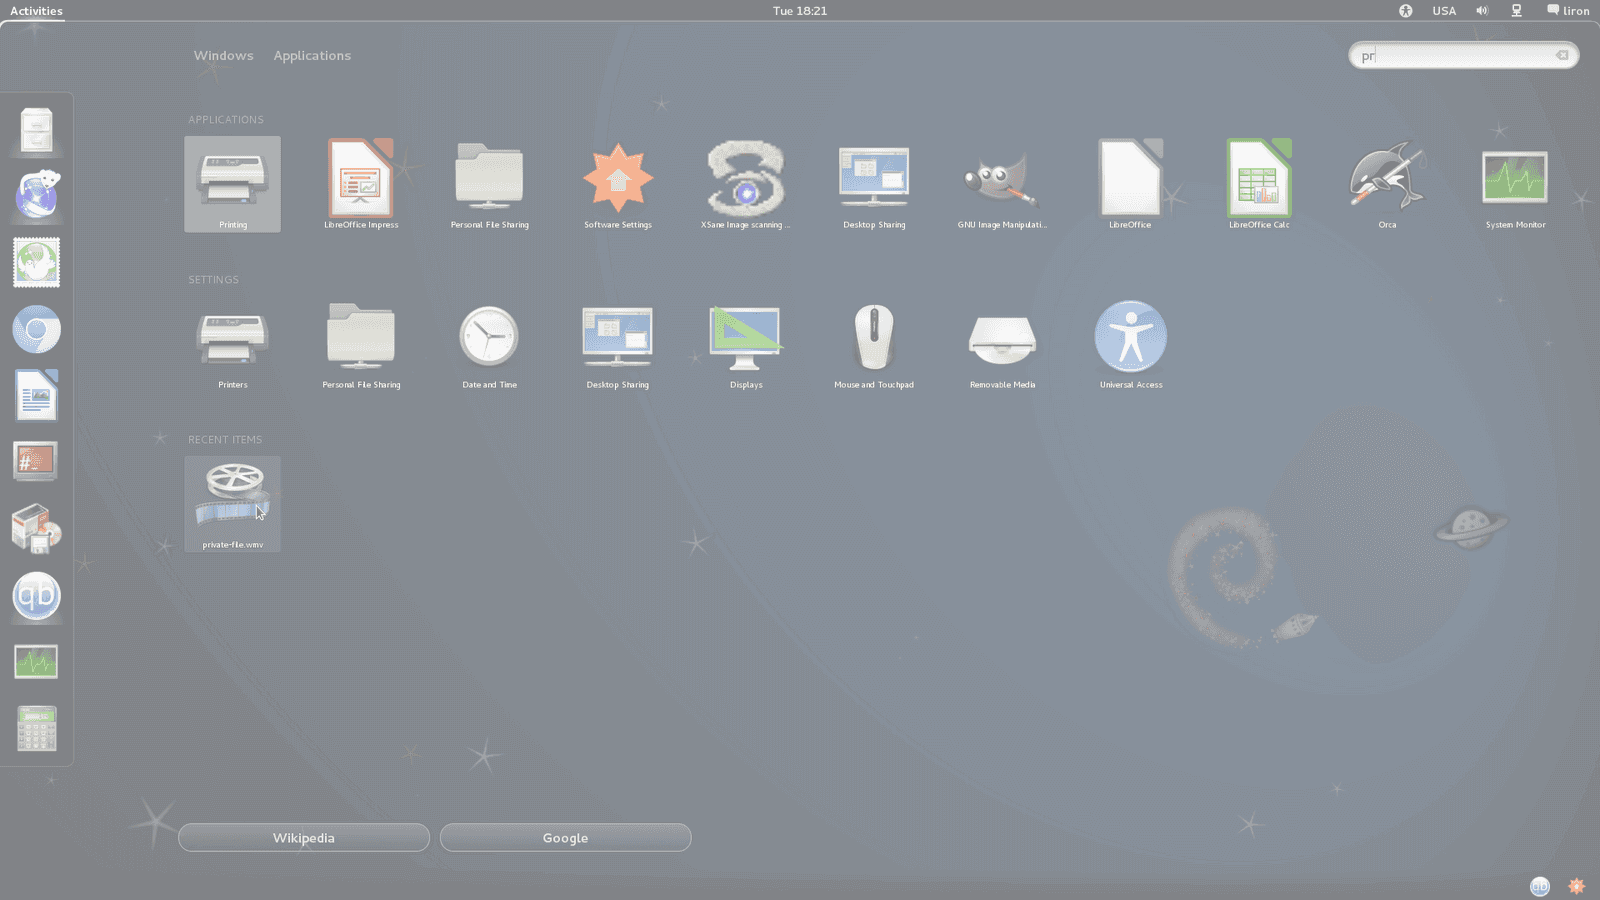 Activities
Tue 18:21
USA
liron
Windows Applications
pr
APPLICATIONS
Printing
LibreOffice Impress
Personal File Sharing
Software Settings
XSane Image scanning ...
Desktop Sharing
GNU Image Manipulati...
LibreOffice
LibreOffice Calc
Orca
System Monitor
SETTINGS
Printers
Personal File Sharing
Date and Time
Desktop Sharing
Displays
Mouse and Touchpad
Removable Media
Universal Access
RECENT ITEMS
private-file.wmv
#
qb
Wikipedia
Google
qb